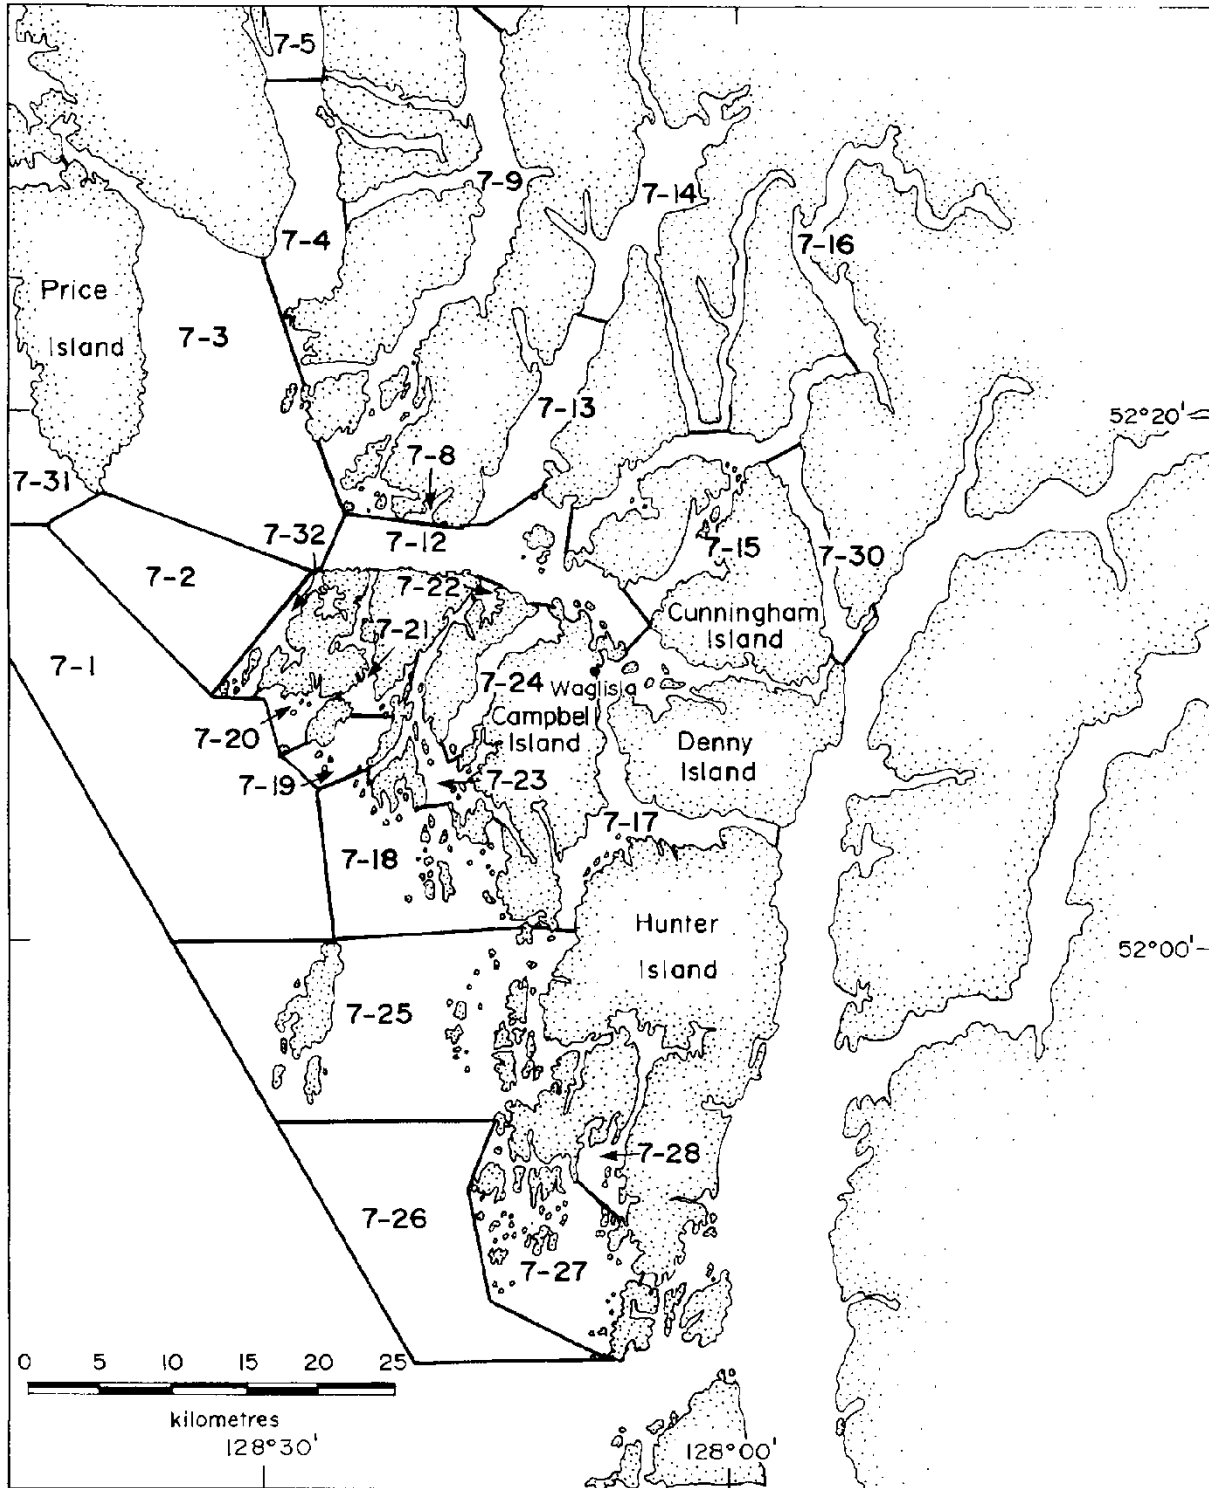 7-5
7-9
7-14
7-4
7-16
Price
Island
7-3
7-13
52°20'
7-8
7-31
7-32
7-12
7-15
7-30
7-2
7-22
Cunningham
Island
7-21
7-1
7-24
Waglisla
Campbel
Island
7-20
Denny
Island
7-19
7-23
7-17
7-18
Hunter
Island
52°00'
7-25
7-28
7-26
7-27
0 5 10 15 20 25
kilometres
128°30'
128°00'